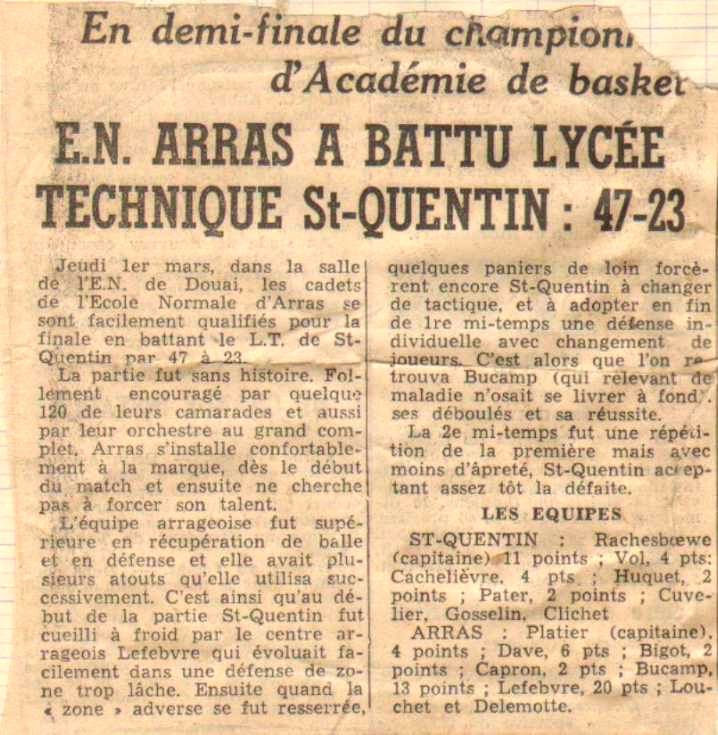 En demi-finale du champion
d'Académie de basket
E.N. ARRAS A BATTU LYCÉE
TECHNIQUE St-QUENTIN : 47-23
Jeudi 1er mars, dans la salle
de l'E.N. de Douai, les cadets
de l'Ecole Normale d'Arras se
sont facilement qualifiés pour la
finale en battant le L.T. de St-
Quentin par 47 à 23.
La partie fut sans histoire. Fol-
lement encouragé par quelque
120 de leurs camarades et aussi
par leur orchestre au grand com-
plet, Arras s'installe confortable-
ment à la marque, dès le début
du match et ensuite ne cherche
pas à forcer son talent.
L'équipe arrageoise fut supé-
rieure en récupération de balle
et en défense et elle avait plu-
sieurs atouts qu'elle utilisa suc-
cessivement. C'est ainsi qu'au dé-
but de la partie St-Quentin fut
cueilli à froid par le centre ar-
rageois Lefebvre qui évoluait fa-
cilement dans une défense de zo-
ne trop lâche. Ensuite quand la
« zone » adverse se fut resserrée,
quelques paniers de loin forcè-
rent encore St-Quentin à changer
de tactique, et à adopter en fin
de 1re mi-temps une défense in-
dividuelle avec changement de
joueurs. C'est alors que l'on re-
trouva Bucamp (qui relevant de
maladie n'osait se livrer à fond).
ses déboulés et sa réussite.
La 2e mi-temps fut une répéti-
tion de la première mais avec
moins d'âpreté, St-Quentin accep-
tant assez tôt la défaite.
LES EQUIPES
ST-QUENTIN : Rachesbœwe
(capitaine) 11 points ; Vol, 4 pts;
Cachelièvre, 4 pts ; Huquet, 2
points ; Pater, 2 points ; Cuve-
lier, Gosselin, Clichet
ARRAS : Platier (capitaine),
4 points ; Dave, 6 pts ; Bigot, 2
points ; Capron, 2 pts ; Bucamp,
13 points ; Lefebvre, 20 pts ; Lou-
chet et Delemotte.